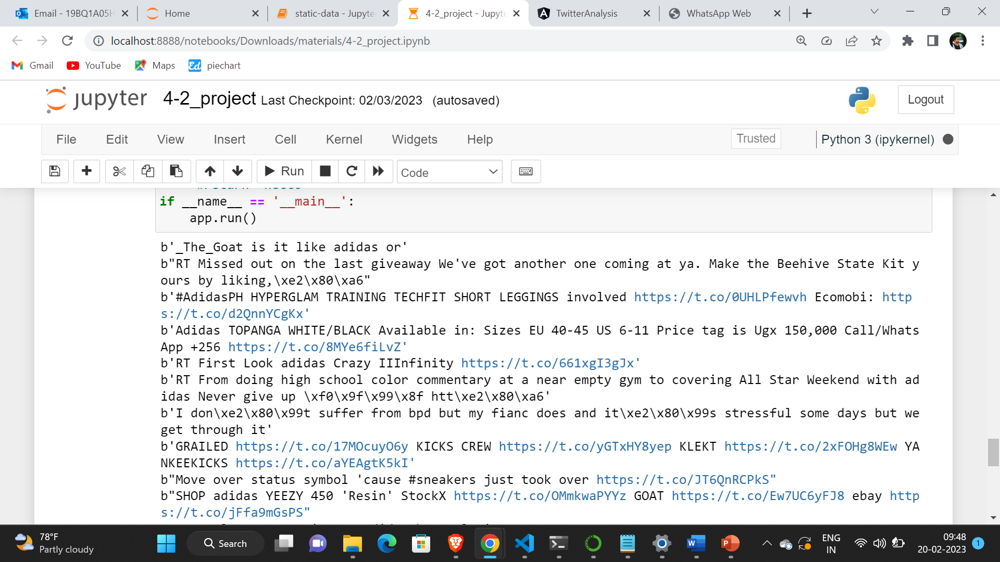 Email - 19BQ1A05H
Home
static-data - Jupyte
4-2_project - Jupyte
TwitterAnalysis
WhatsApp Web
localhost:8888/notebooks/Downloads/materials/4-2_project.ipynb
Gmail
YouTube
Maps
piechart
jupyter 4-2_project Last Checkpoint: 02/03/2023 (autosaved)
Logout
File Edit View Insert Cell Kernel Widgets Help
Trusted
Python 3 (ipykernel)
Run
Code
if __name__ == '__main__':
    app.run()
b'_The_Goat is it like adidas or'
b"RT Missed out on the last giveaway We've got another one coming at ya. Make the Beehive State Kit y
ours by liking,\xe2\x80\xa6"
b'#AdidasPH HYPERGLAM TRAINING TECHFIT SHORT LEGGINGS involved https://t.co/0UHLPfewvh Ecomobi: http
s://t.co/d2QnnYCgKx'
b'Adidas TOPANGA WHITE/BLACK Available in: Sizes EU 40-45 US 6-11 Price tag is Ugx 150,000 Call/Whats
App +256 https://t.co/8MYe6fiLvZ'
b'RT First Look adidas Crazy IIInfinity https://t.co/661xgI3gJx'
b'RT From doing high school color commentary at a near empty gym to covering All Star Weekend with ad
idas Never give up \xf0\x9f\x99\x8f htt\xe2\x80\xa6'
b'I don\xe2\x80\x99t suffer from bpd but my fianc does and it\xe2\x80\x99s stressful some days but we
get through it'
b'GRAILED https://t.co/17MOcuyO6y KICKS CREW https://t.co/yGTxHY8yep KLEKT https://t.co/2xFOHg8WEw YA
NKEEKICKS https://t.co/aYEAgtK5kI'
b"Move over status symbol 'cause #sneakers just took over https://t.co/JT6QnRCPkS"
b"SHOP adidas YEEZY 450 'Resin' StockX https://t.co/OMmkwaPYYz GOAT https://t.co/Ew7UC6yFJ8 ebay http
s://t.co/jFfa9mGsPS"
78°F
Partly cloudy
Search
ENG
IN
09:48
20-02-2023
1